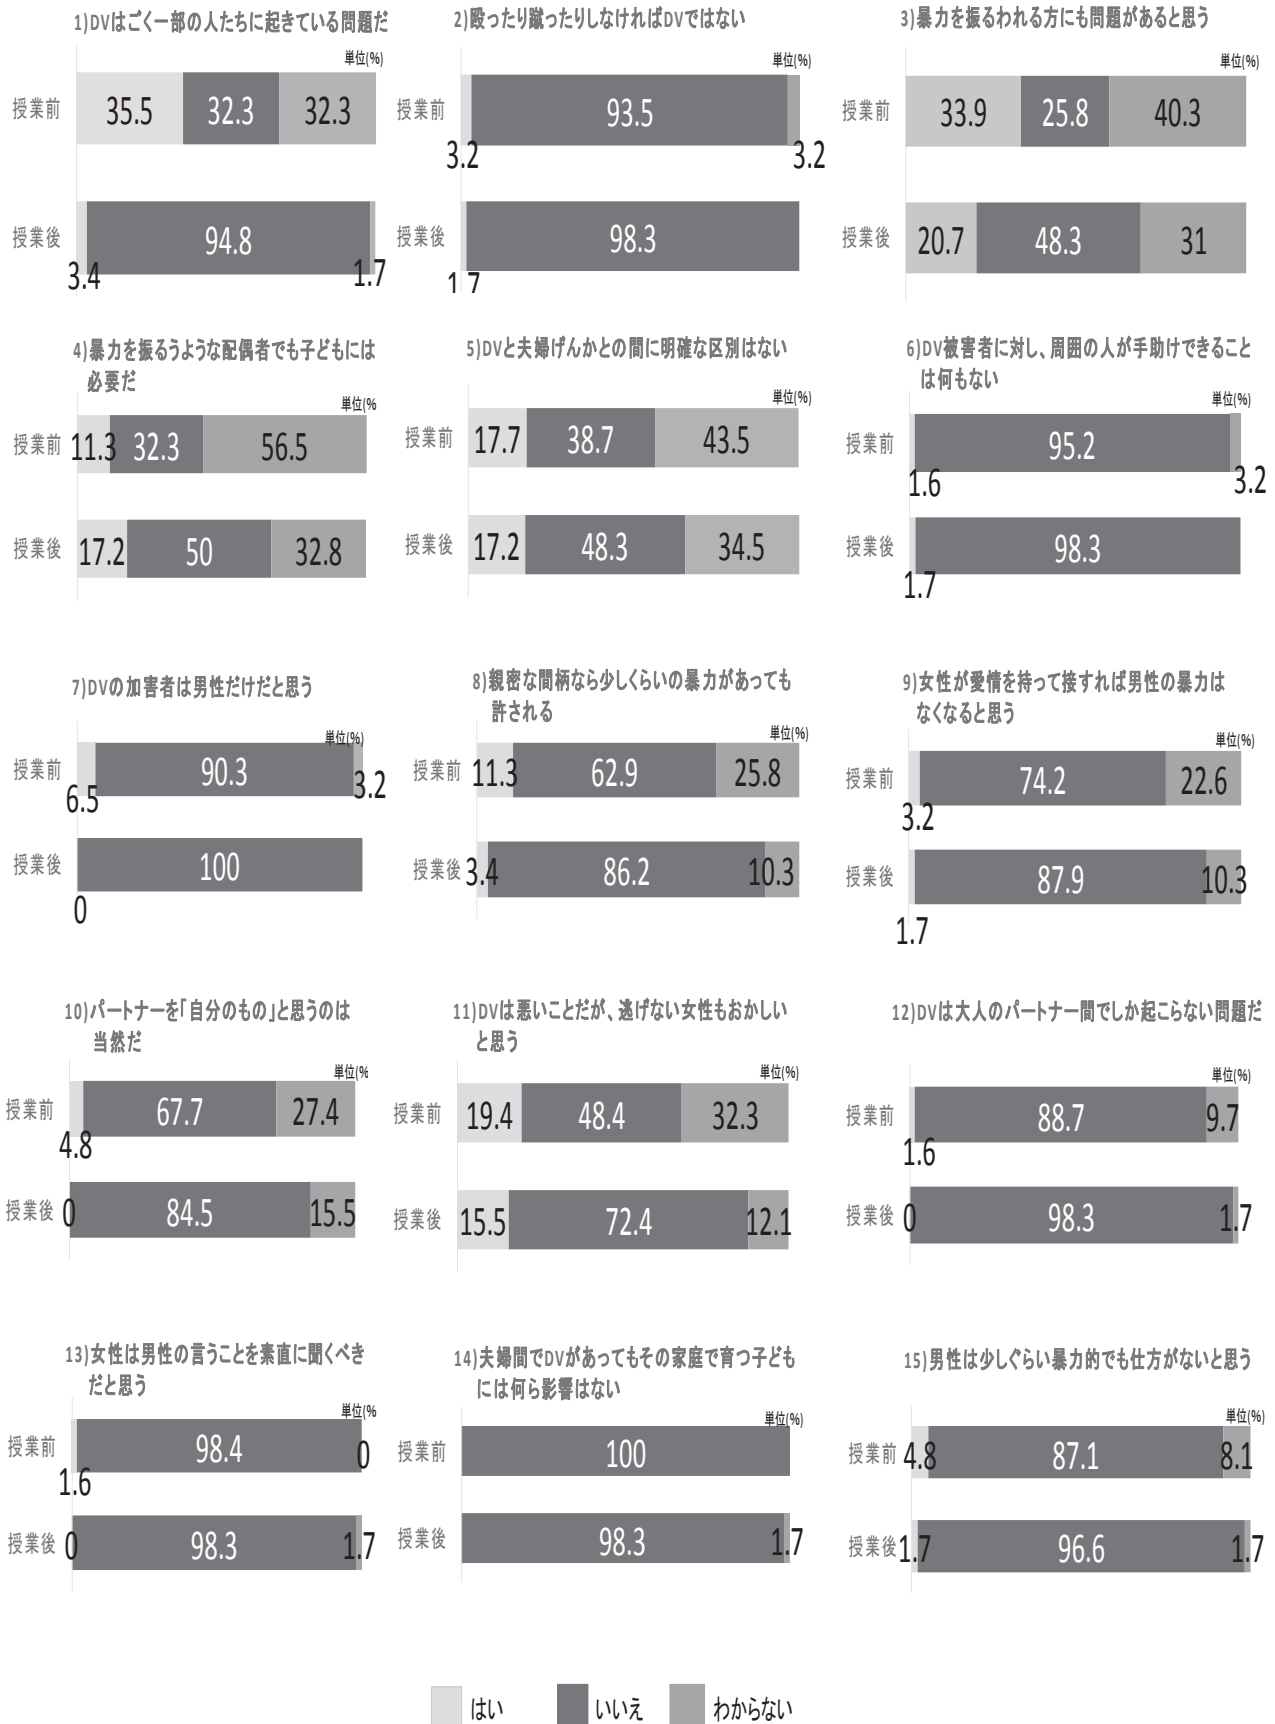 1)DVはごく一部の人たちに起きている問題だ
単位(%)
授業前 35.5 32.3 32.3
授業後 3.4 94.8 1.7
2)殴ったり蹴ったりしなければDVではない
単位(%)
授業前 3.2 93.5 3.2
授業後 1.7 98.3
3)暴力を振るわれる方にも問題があると思う
単位(%)
授業前 33.9 25.8 40.3
授業後 20.7 48.3 31
4)暴力を振るうような配偶者でも子どもには
必要だ
単位(%
授業前 11.3 32.3 56.5
授業後 17.2 50 32.8
5)DVと夫婦げんかとの間に明確な区別はない
単位(%)
授業前 17.7 38.7 43.5
授業後 17.2 48.3 34.5
6)DV被害者に対し、周囲の人が手助けできること
は何もない
単位(%)
授業前 1.6 95.2 3.2
授業後 1.7 98.3
7)DVの加害者は男性だけだと思う
単位(%)
授業前 6.5 90.3 3.2
授業後 0 100
8)親密な間柄なら少しくらいの暴力があっても
許される
単位(%)
授業前 11.3 62.9 25.8
授業後 3.4 86.2 10.3
9)女性が愛情を持って接すれば男性の暴力は
なくなると思う
単位(%)
授業前 3.2 74.2 22.6
授業後 1.7 87.9 10.3
10)パートナーを「自分のもの」と思うのは
当然だ
単位(%
授業前 4.8 67.7 27.4
授業後 0 84.5 15.5
11)DVは悪いことだが、逃げない女性もおかしい
と思う
単位(%)
授業前 19.4 48.4 32.3
授業後 15.5 72.4 12.1
12)DVは大人のパートナー間でしか起こらない問題だ
単位(%)
授業前 1.6 88.7 9.7
授業後 0 98.3 1.7
13)女性は男性の言うことを素直に聞くべき
だと思う
単位(%
授業前 1.6 98.4 0
授業後 0 98.3 1.7
14)夫婦間でDVがあってもその家庭で育つ子ども
には何ら影響はない
単位(%)
授業前 100
授業後 98.3 1.7
15)男性は少しぐらい暴力的でも仕方がないと思う
単位(%)
授業前 4.8 87.1 8.1
授業後 1.7 96.6 1.7
はい いいえ わからない